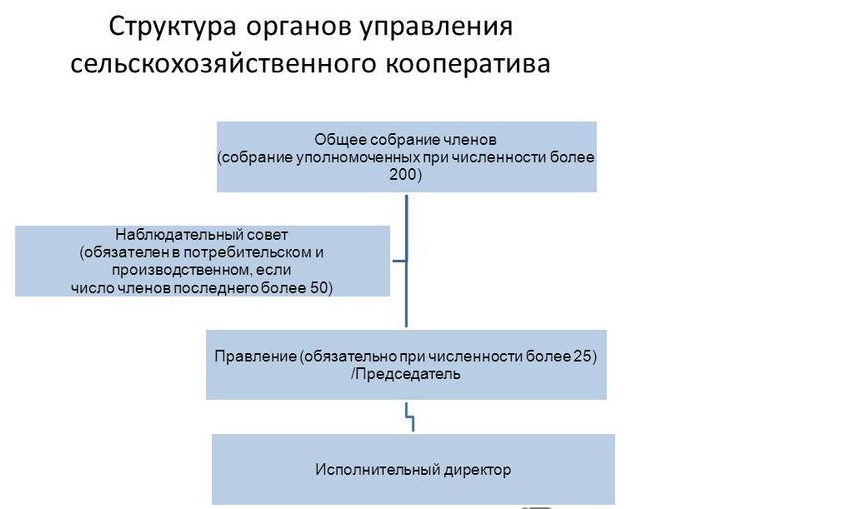 Структура органов управления
сельскохозяйственного кооператива
Общее собрание членов
(собрание уполномоченных при численности более
200)
Наблюдательный совет
(обязателен в потребительском и
производственном, если
число членов последнего более 50)
Правление (обязательно при численности более 25)
/Председатель
Исполнительный директор